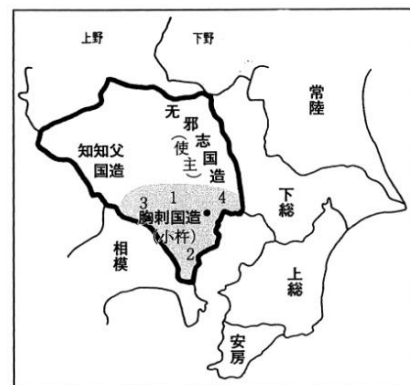 上野
下野
常陸
无邪志国造
(使主)
知知父
国造
1
3
4
下総
胸刺国造
(小杵)
2
相模
上総
安房